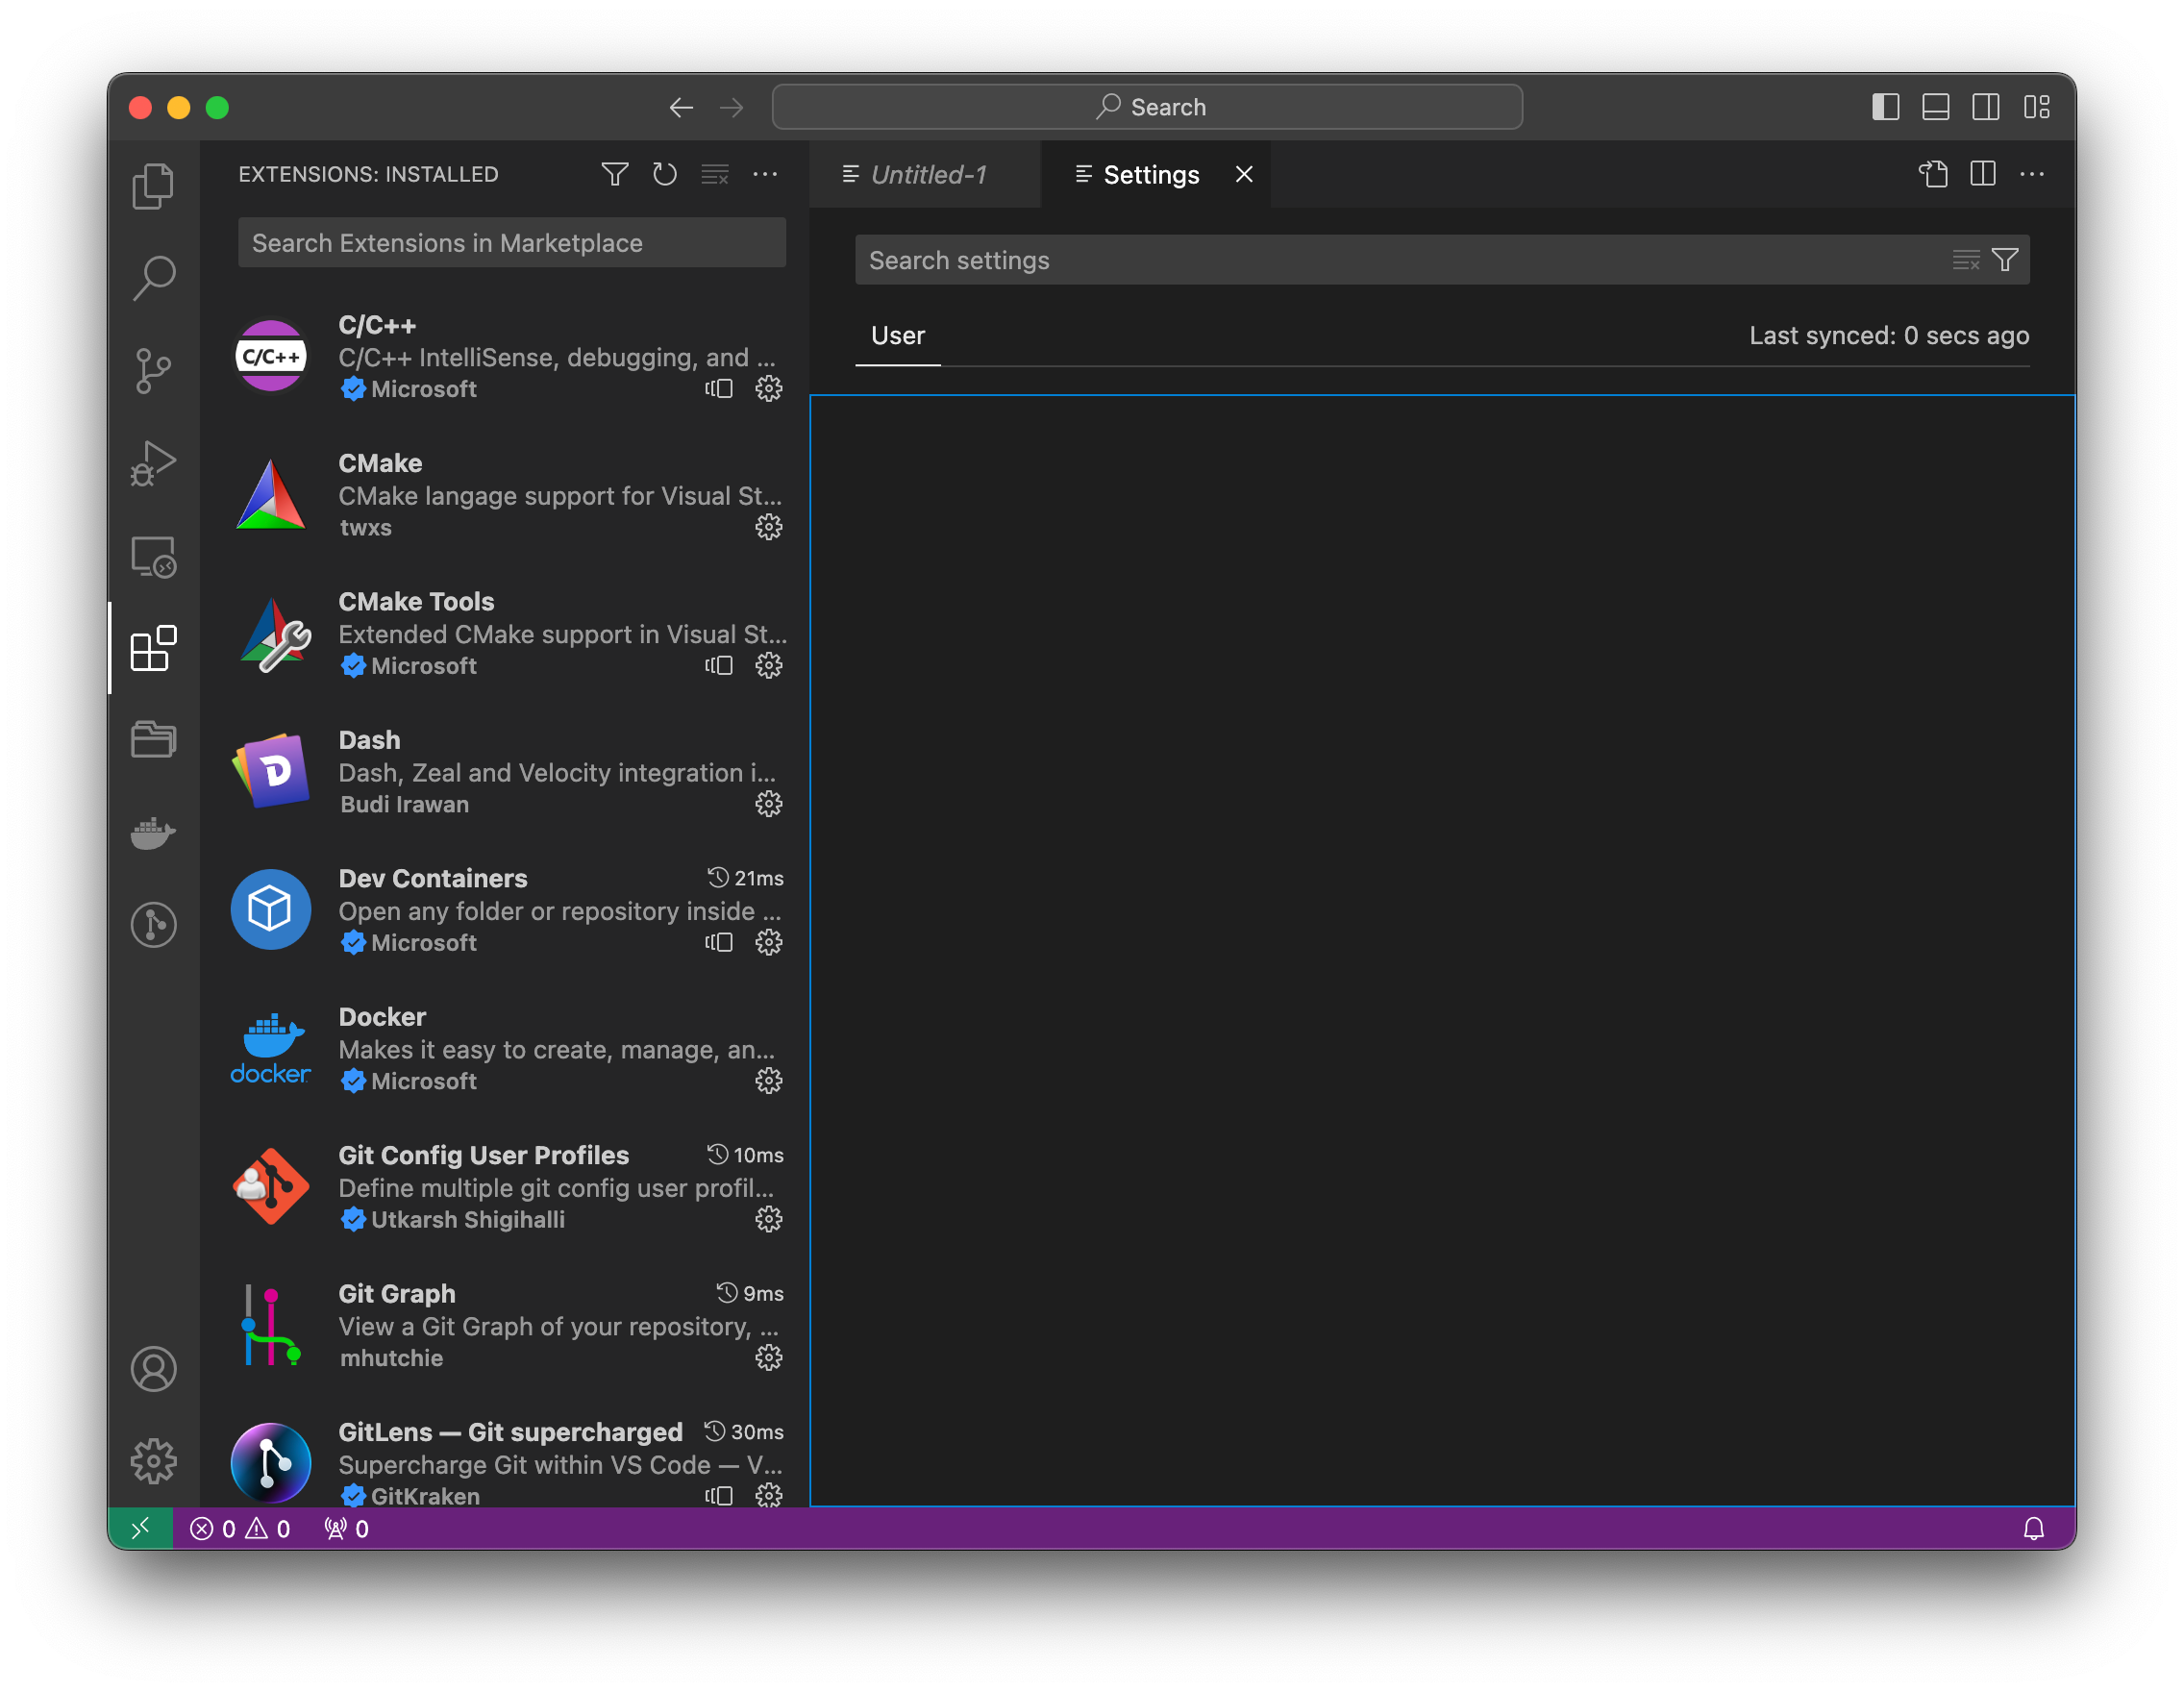 Search
EXTENSIONS: INSTALLED
Untitled-1
Settings
Search Extensions in Marketplace
Search settings
User
Last synced: 0 secs ago
C/C++
C/C++
C/C++ IntelliSense, debugging, and ...
Microsoft
CMake
CMake langage support for Visual St...
twxs
CMake Tools
Extended CMake support in Visual St...
Microsoft
Dash
Dash, Zeal and Velocity integration i...
Budi Irawan
Dev Containers
21ms
Open any folder or repository inside ...
Microsoft
docker
Docker
Makes it easy to create, manage, an...
Microsoft
Git Config User Profiles
10ms
Define multiple git config user profil...
Utkarsh Shigihalli
Git Graph
9ms
View a Git Graph of your repository, ...
mhutchie
GitLens — Git supercharged
30ms
Supercharge Git within VS Code — V...
GitKraken
0 0 0